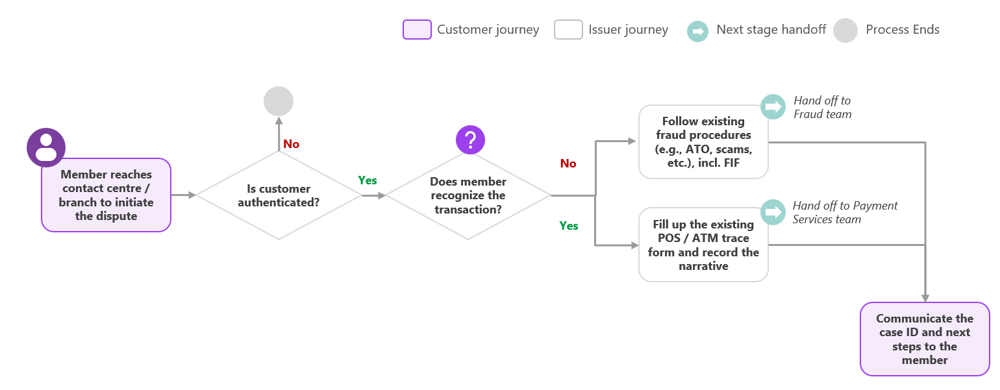 Customer journey
Issuer journey
Next stage handoff
Process Ends
Member reaches
contact centre /
branch to initiate
the dispute
No
Is customer
authenticated?
Yes
?
Does member
recognize the
transaction?
No
Yes
Follow existing
fraud procedures
(e.g., ATO, scams,
etc.), incl. FIF
Hand off to
Fraud team
Fill up the existing
POS / ATM trace
form and record the
narrative
Hand off to Payment
Services team
Communicate the
case ID and next
steps to the
member